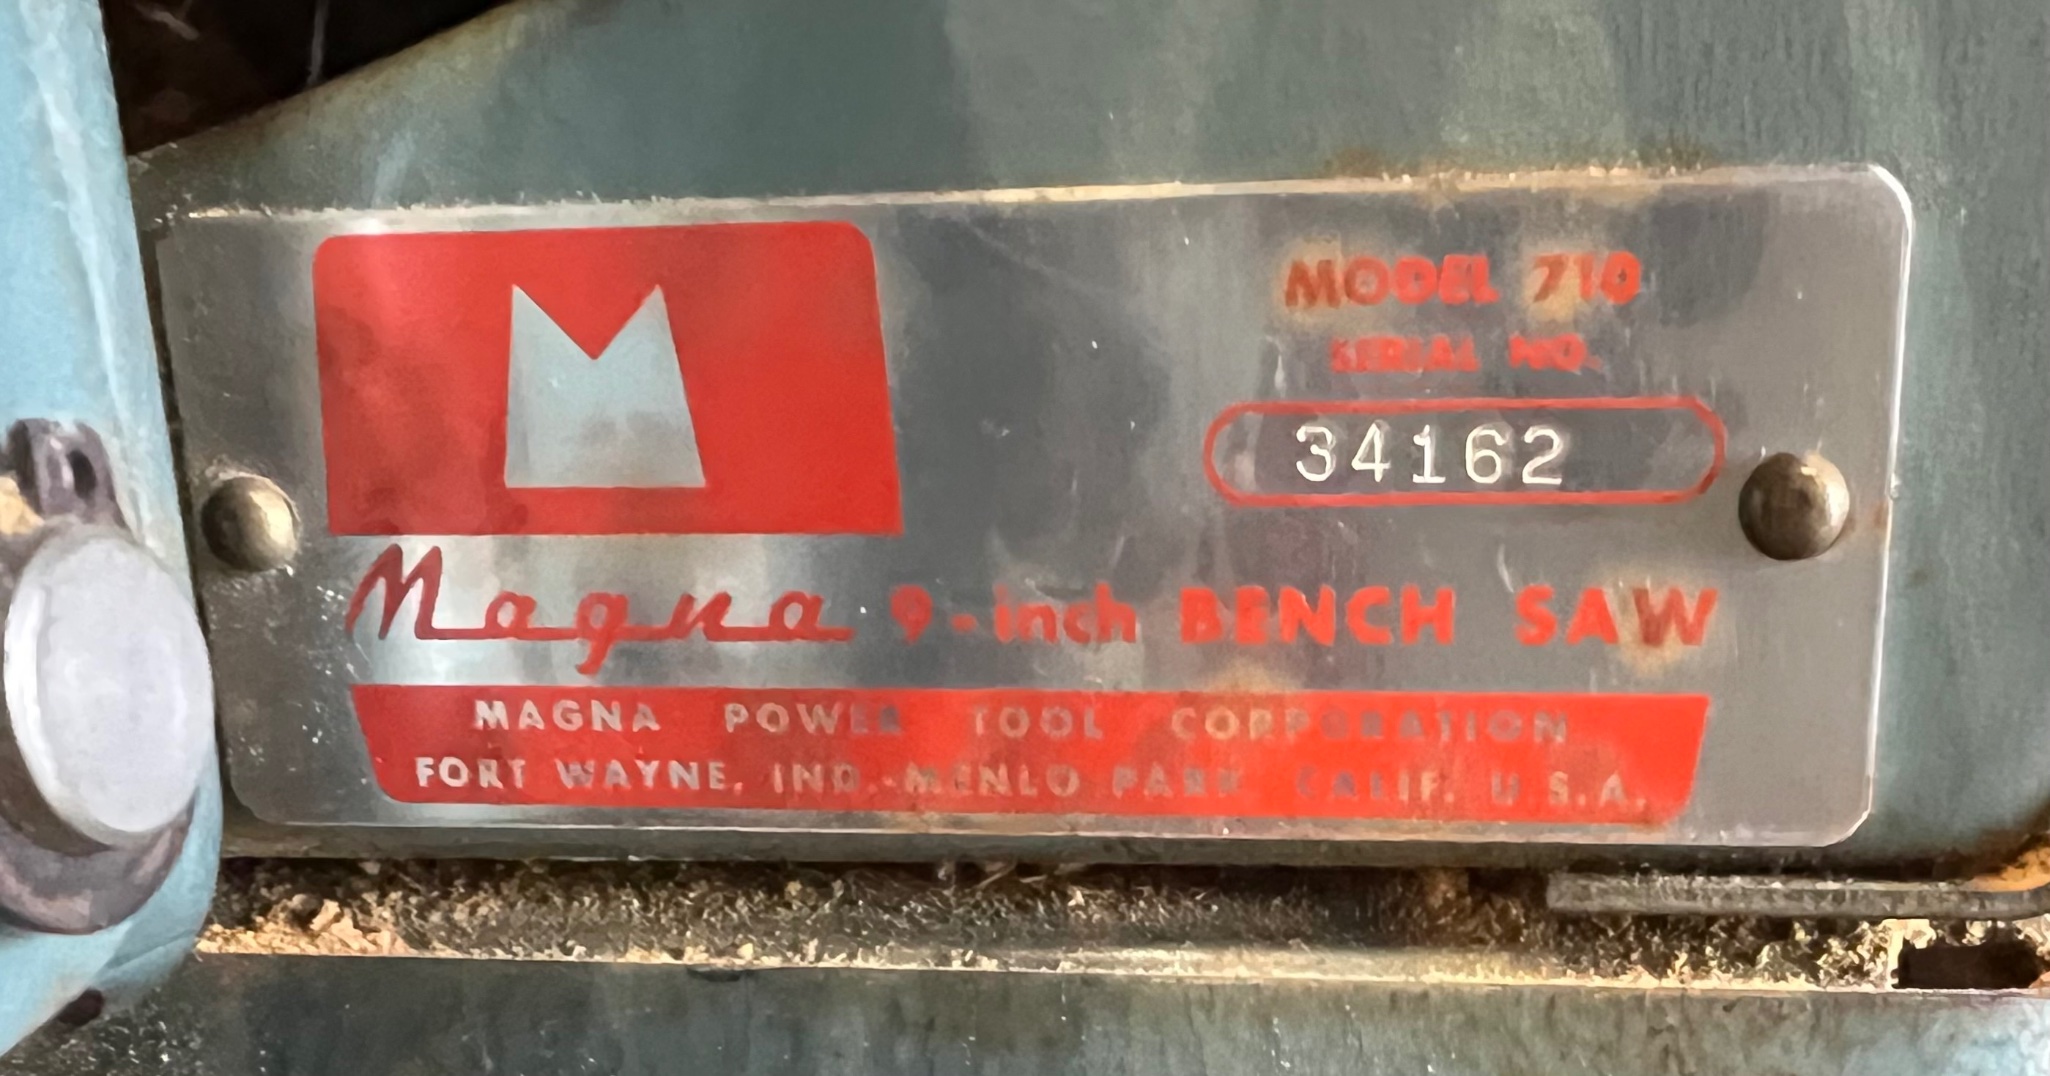 M
MODEL 710
SERIAL NO.
34162
Magna 9-inch BENCH SAW
MAGNA POWER TOOL CORPORATION
FORT WAYNE, IND.-MENLO PARK CALIF. U.S.A.